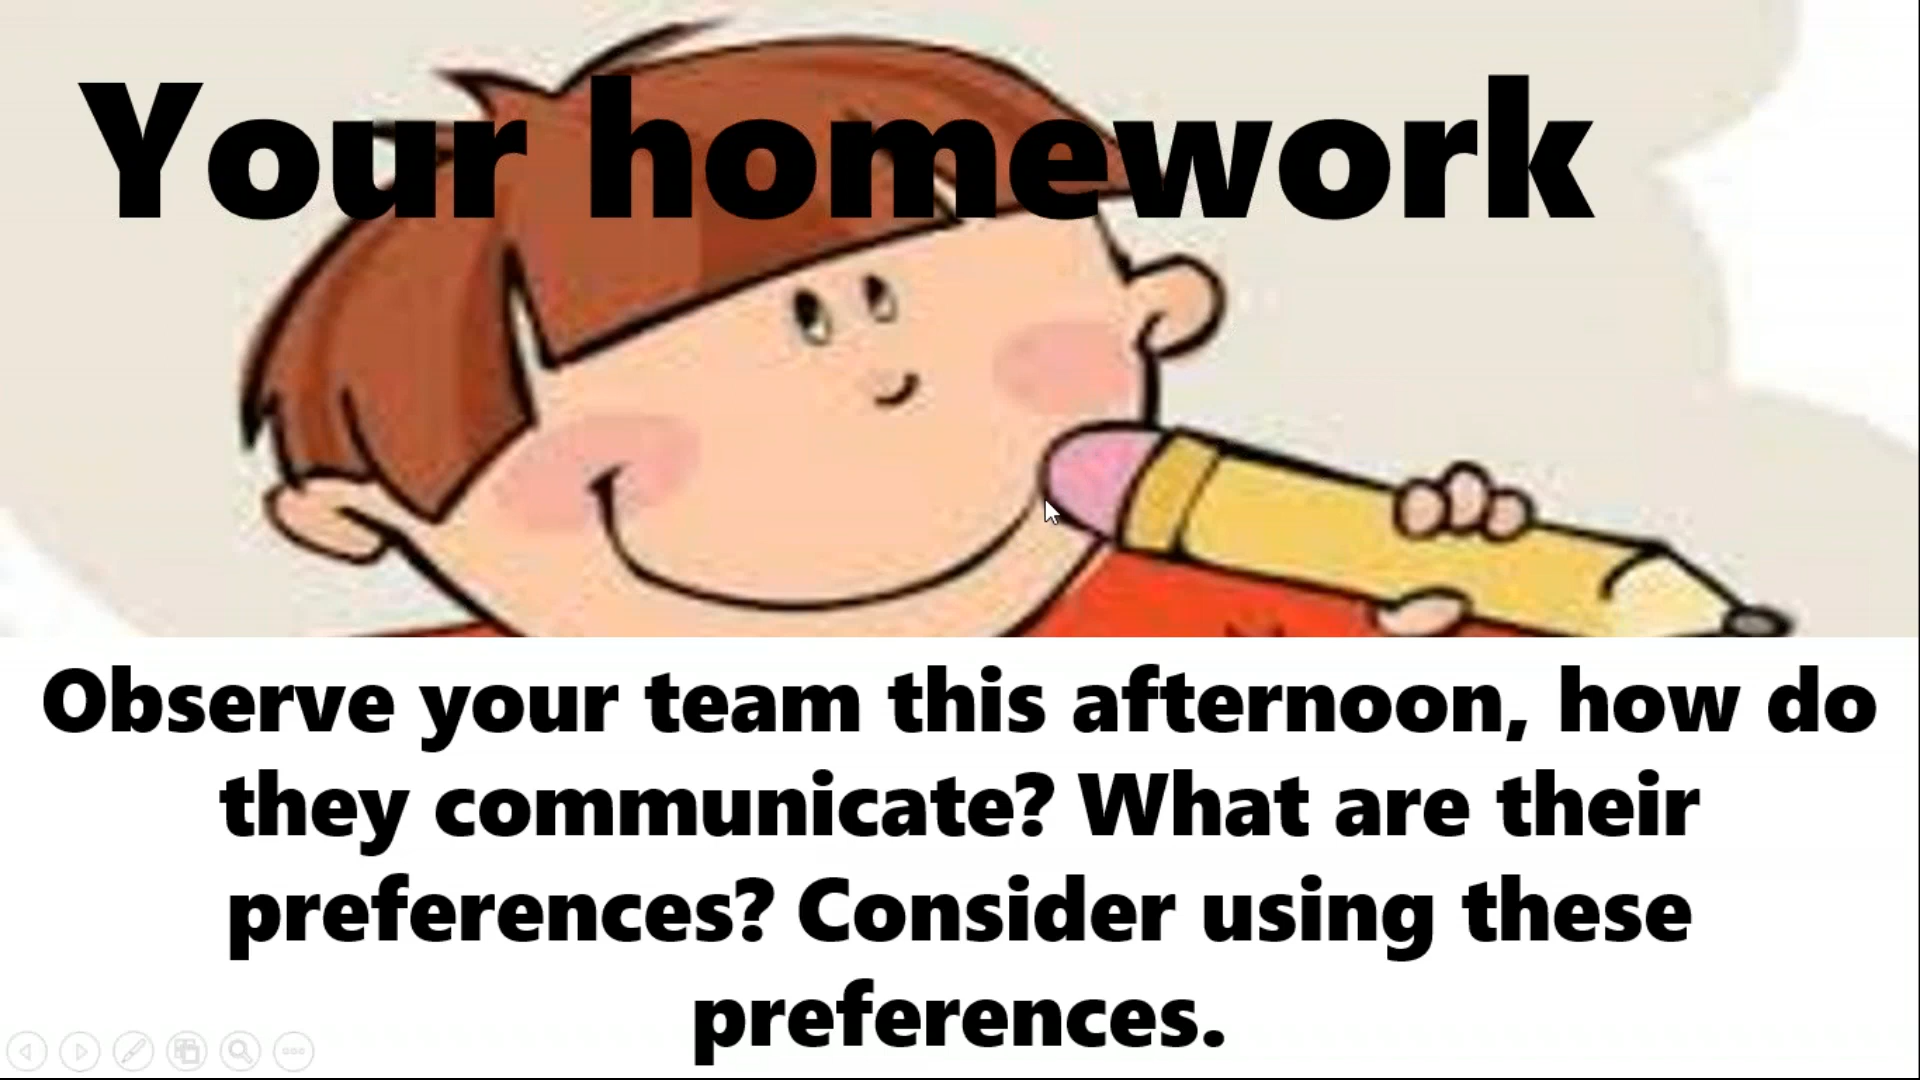 Your homework
Observe your team this afternoon, how do
they communicate? What are their
preferences? Consider using these
preferences.